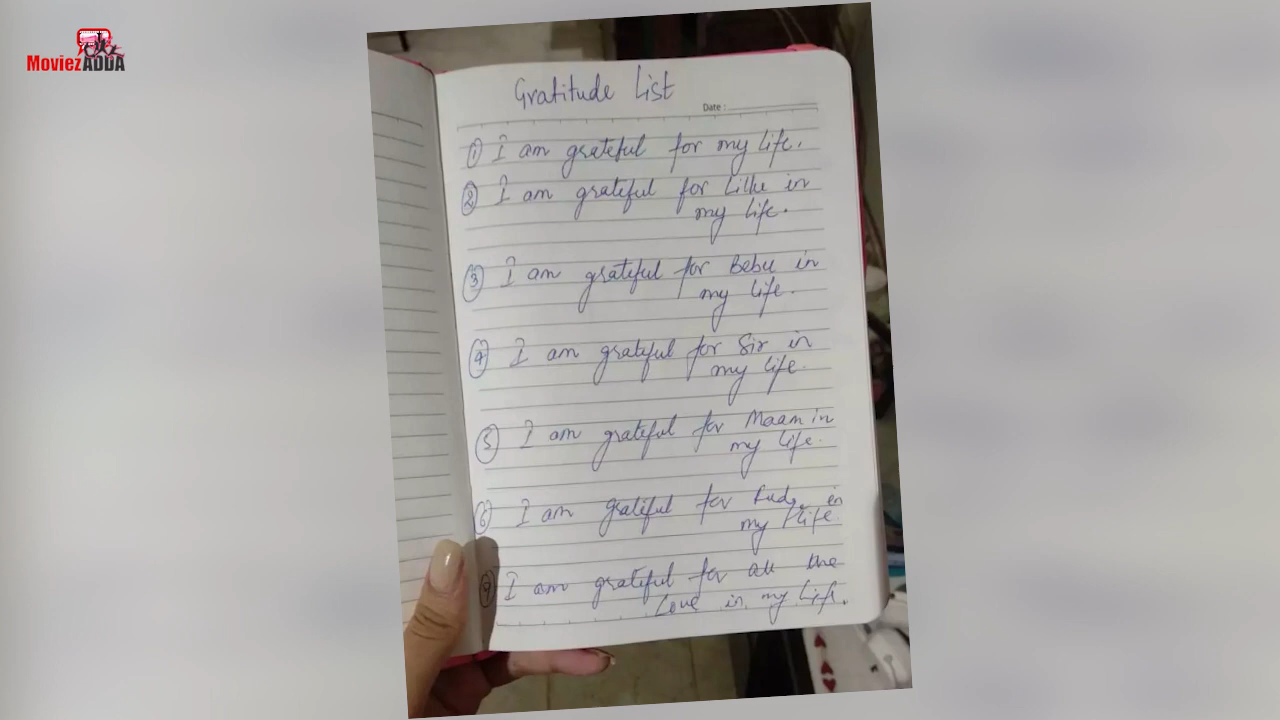 MoviezADDA
Gratitude List
Date :
1 I am grateful for my life.
2 I am grateful for Lillu in
my life.
3 I am grateful for Bebu in
my life.
4 I am grateful for Sir in
my life.
5 I am grateful for Maam in
my life.
6 I am grateful for in
my life.
7 I am grateful for all the
Love in my life.